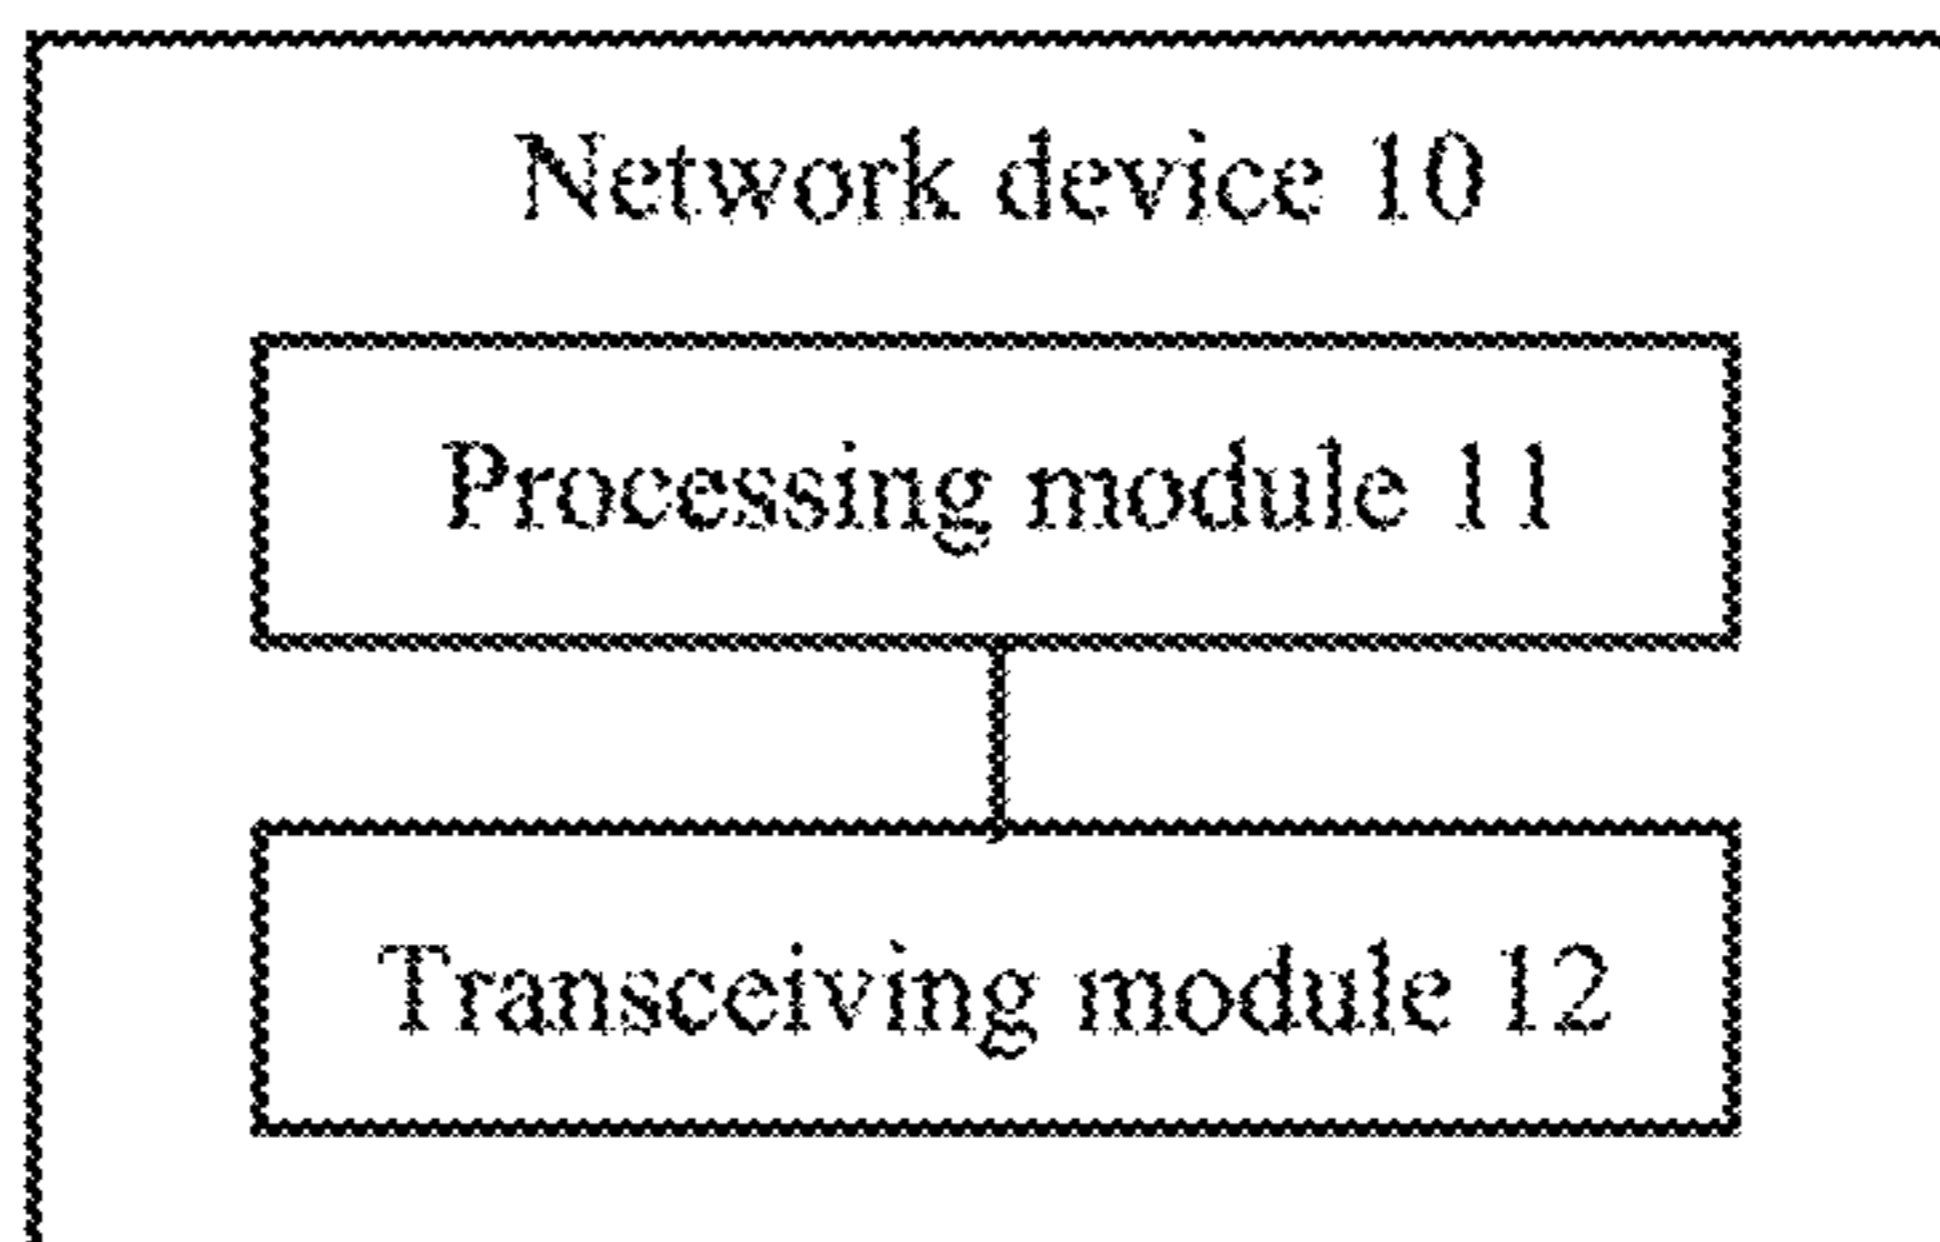 Network device 10
Processing module 11
Transceiving module 12